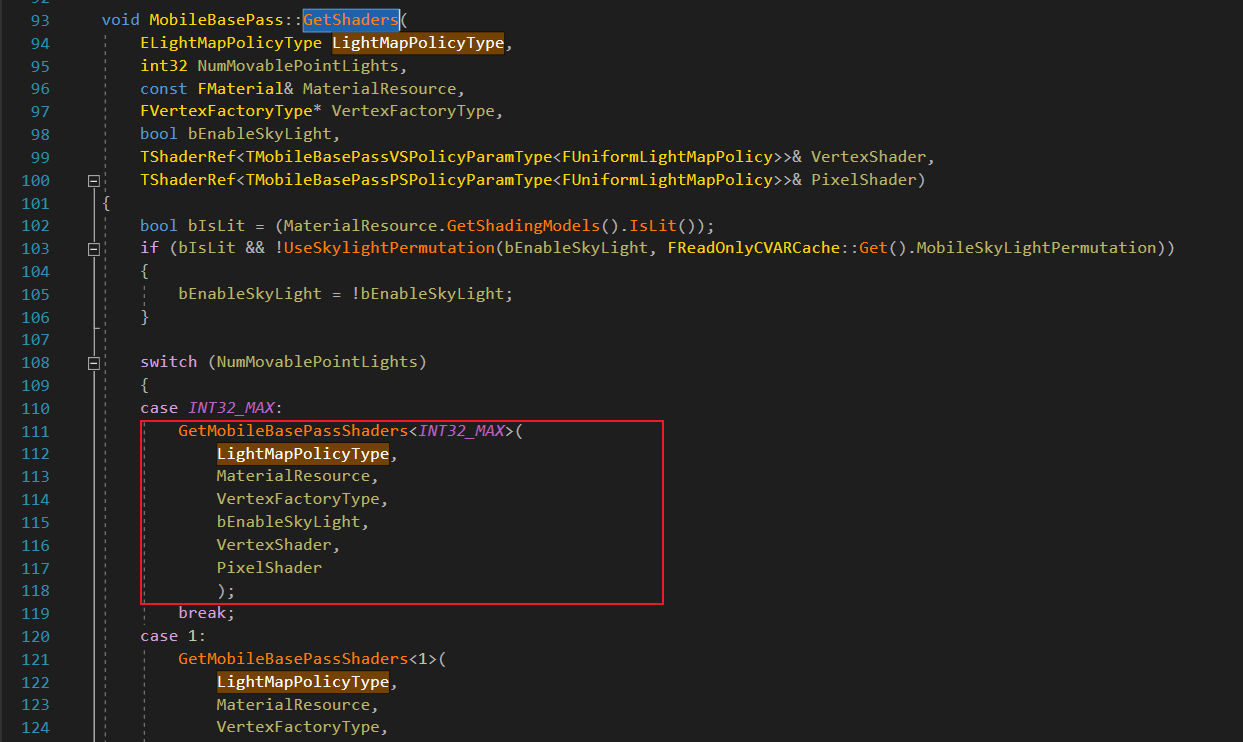 92
93 void MobileBasePass::GetShaders(
94 ELightMapPolicyType LightMapPolicyType,
95 int32 NumMovablePointLights,
96 const FMaterial& MaterialResource,
97 FVertexFactoryType* VertexFactoryType,
98 bool bEnableSkyLight,
99 TShaderRef<TMobileBasePassVSPolicyParamType<FUniformLightMapPolicy>>& VertexShader,
100 TShaderRef<TMobileBasePassPSPolicyParamType<FUniformLightMapPolicy>>& PixelShader)
101 {
102 bool bIsLit = (MaterialResource.GetShadingModels().IsLit());
103 if (bIsLit && !UseSkylightPermutation(bEnableSkyLight, FReadOnlyCVARCache::Get().MobileSkyLightPermutation))
104 {
105 bEnableSkyLight = !bEnableSkyLight;
106 }
107
108 switch (NumMovablePointLights)
109 {
110 case INT32_MAX:
111 GetMobileBasePassShaders<INT32_MAX>(
112 LightMapPolicyType,
113 MaterialResource,
114 VertexFactoryType,
115 bEnableSkyLight,
116 VertexShader,
117 PixelShader
118 );
119 break;
120 case 1:
121 GetMobileBasePassShaders<1>(
122 LightMapPolicyType,
123 MaterialResource,
124 VertexFactoryType,